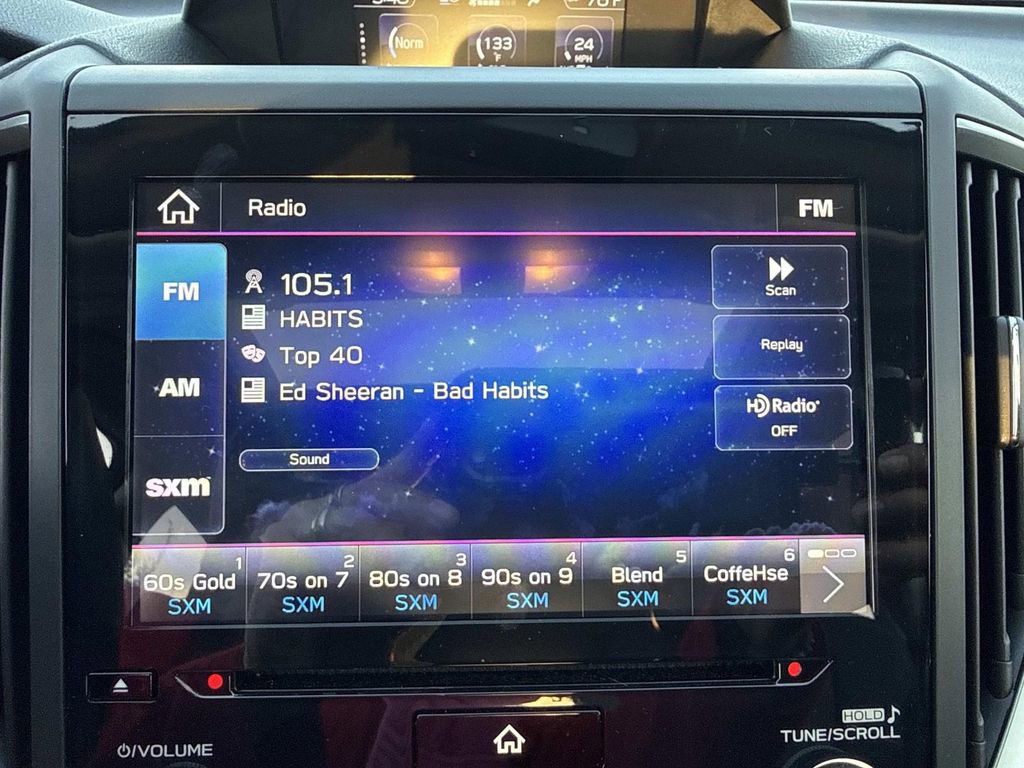 Norm
133
°F
24
MPH
Radio
FM
FM
105.1
Scan
HABITS
Replay
Top 40
AM
Ed Sheeran - Bad Habits
HD Radio
OFF
Sound
sxm
1
2
3
4
5
6
60s Gold
70s on 7
80s on 8
90s on 9
Blend
CoffeHse
SXM
SXM
SXM
SXM
SXM
SXM
HOLD
TUNE/SCROLL
/VOLUME